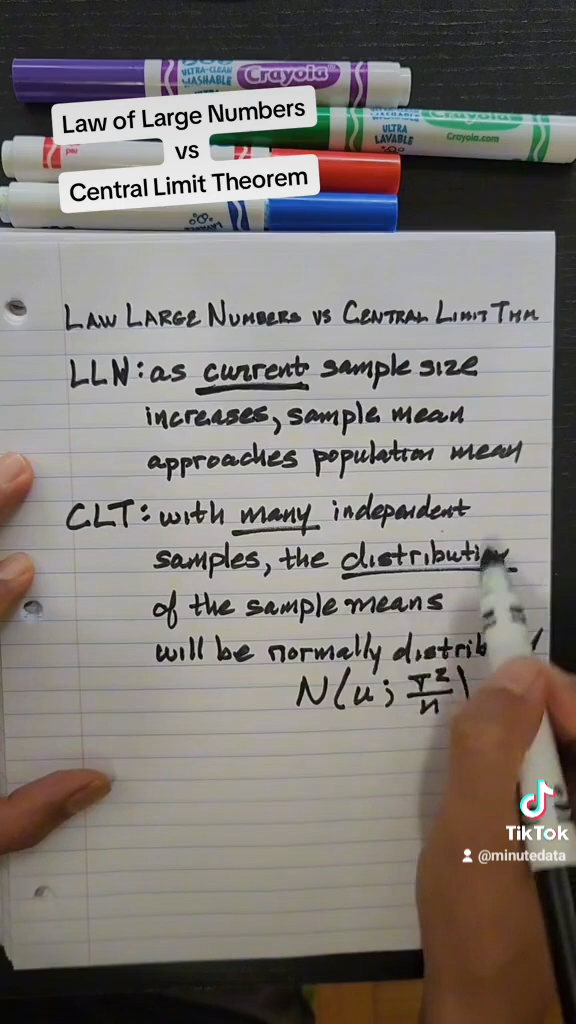 ULTRA-CLEAN
WASHABLE
Crayola
ULTRA
LAVABLE
Crayola
Crayola.com
Law of Large Numbers
vs
Central Limit Theorem
LAW LARGE NUMBERS VS CENTRAL LIMIT THM
LLN: as current sample size
increases, sample mean
approaches population mean
CLT: with many independent
samples, the
of the sample means
will be normally
N(u; σ²/n)
TikTok
@minutedata